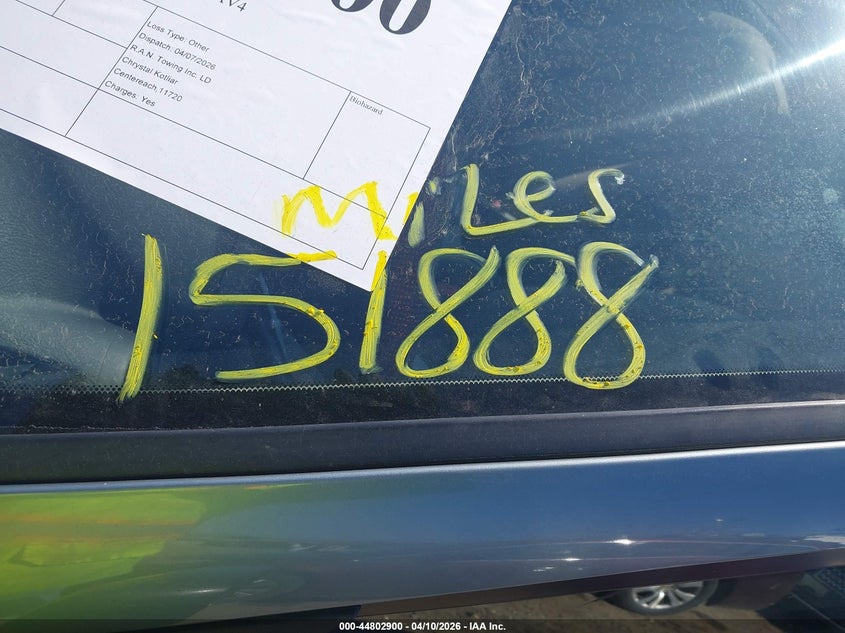 Loss Type: Other
Dispatch, 04/07/2026
R.A.N. Towing Inc. LD
Chrystal Kotliar
Centereach,11720
Charges: Yes
Biohazard
Miles
151888
000-44802900 - 04/10/2026 - IAA Inc.